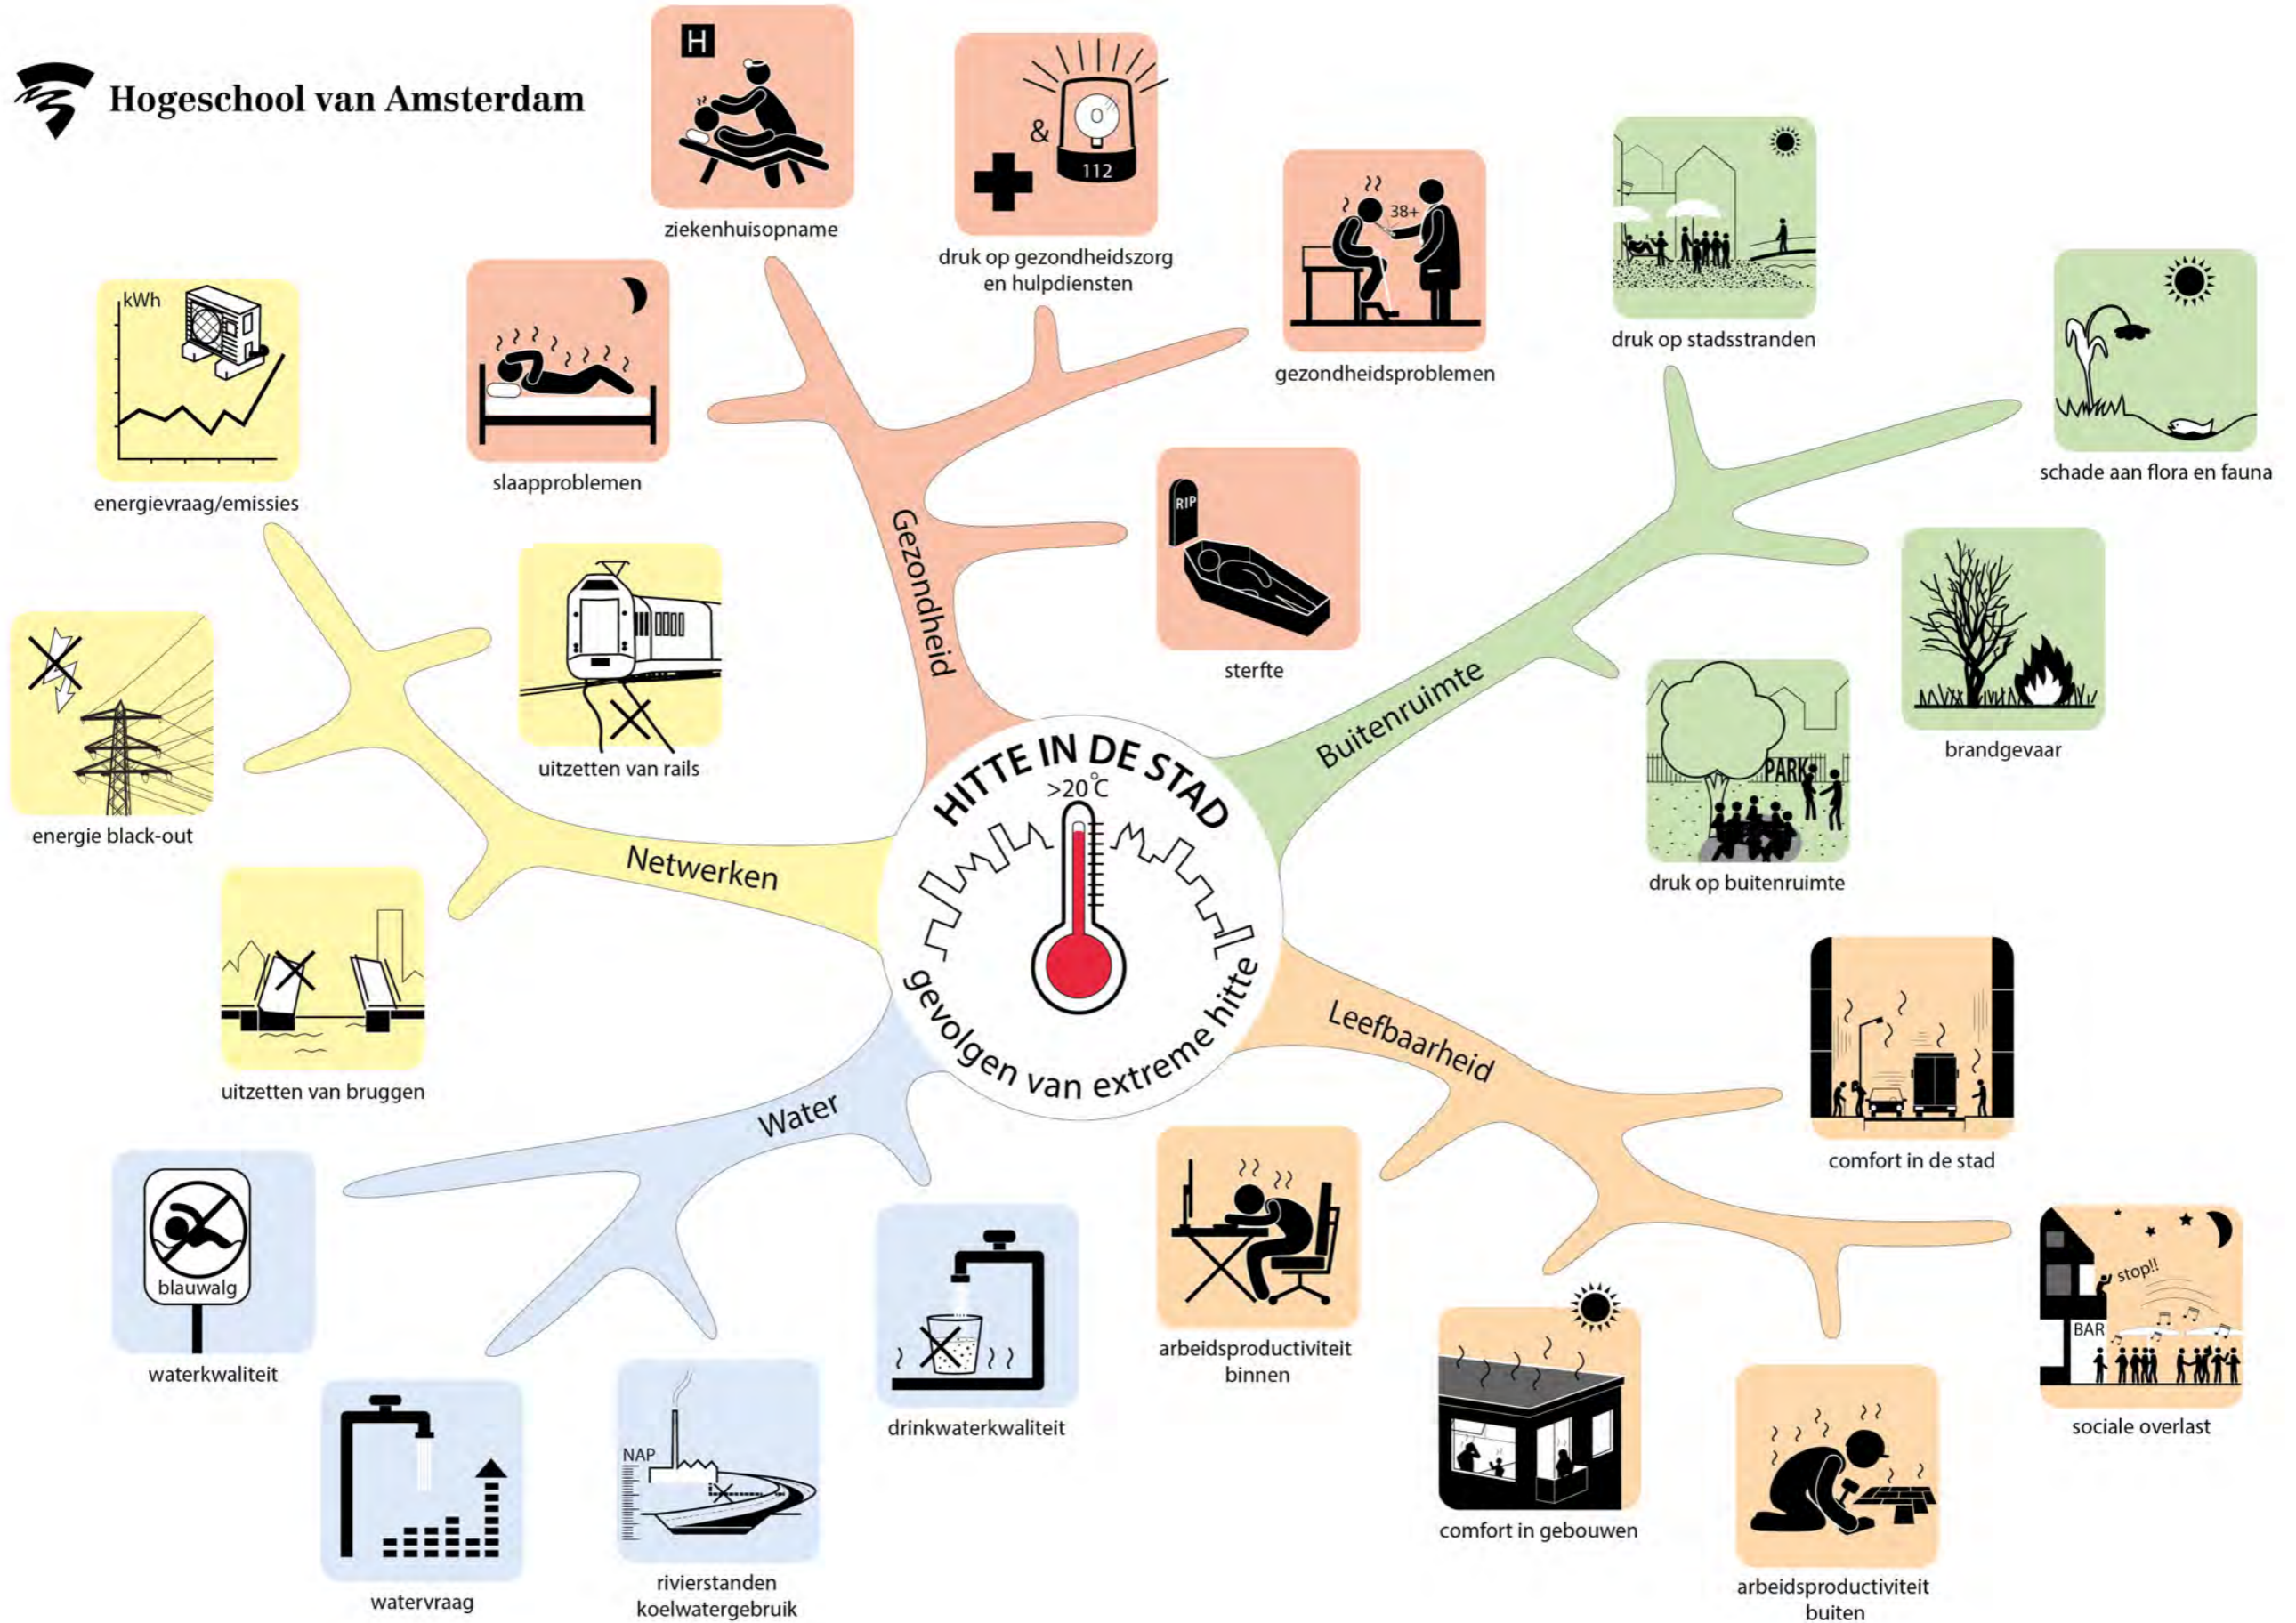 Hogeschool van Amsterdam
H
ziekenhuisopname
&
112
druk op gezondheidszorg
en hulpdiensten
38+
gezondheidsproblemen
druk op stadsstranden
schade aan flora en fauna
kWh
energievraag/emissies
slaapproblemen
RIP
sterfte
brandgevaar
PARK
druk op buitenruimte
uitzetten van rails
energie black-out
uitzetten van bruggen
Gezondheid
Buitenruimte
Netwerken
Leefbaarheid
Water
HITTE IN DE STAD
>20°C
gevolgen van extreme hitte
comfort in de stad
stop!!
BAR
sociale overlast
blauwalg
waterkwaliteit
watervraag
NAP
rivierstanden
koelwatergebruik
drinkwaterkwaliteit
arbeidsproductiviteit
binnen
comfort in gebouwen
arbeidsproductiviteit
buiten